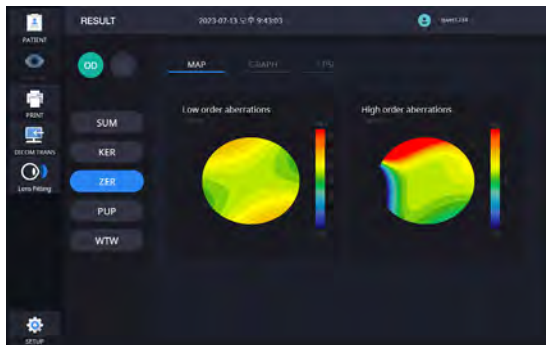 RESULT
2023-07-13 오후 9:43:03
PATIENT
OD
MAP
GRAPH
PRINT
Low order aberrations
High order aberrations
SUM
DICOM TRANS
KER
Lens Fitting
ZER
PUP
WTW
SETUP